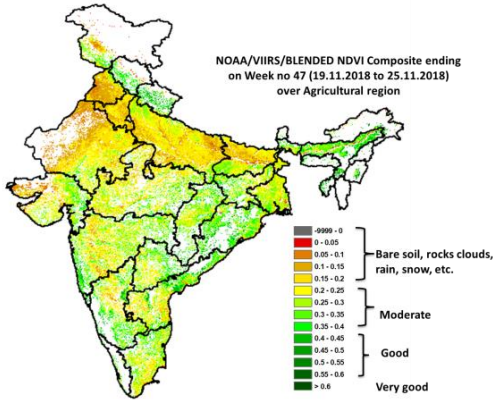 NOAA/VIIRS/BLENDED NDVI Composite ending
on Week no 47 (19.11.2018 to 25.11.2018)
over Agricultural region
-9999 - 0
0 - 0.05
0.05 - 0.1
0.1 - 0.15
0.15 - 0.2
0.2 - 0.25
0.25 - 0.3
0.3 - 0.35
0.35 - 0.4
0.4 - 0.45
0.45 - 0.5
0.5 - 0.55
0.55 - 0.6
> 0.6
Bare soil, rocks clouds,
rain, snow, etc.
Moderate
Good
Very good